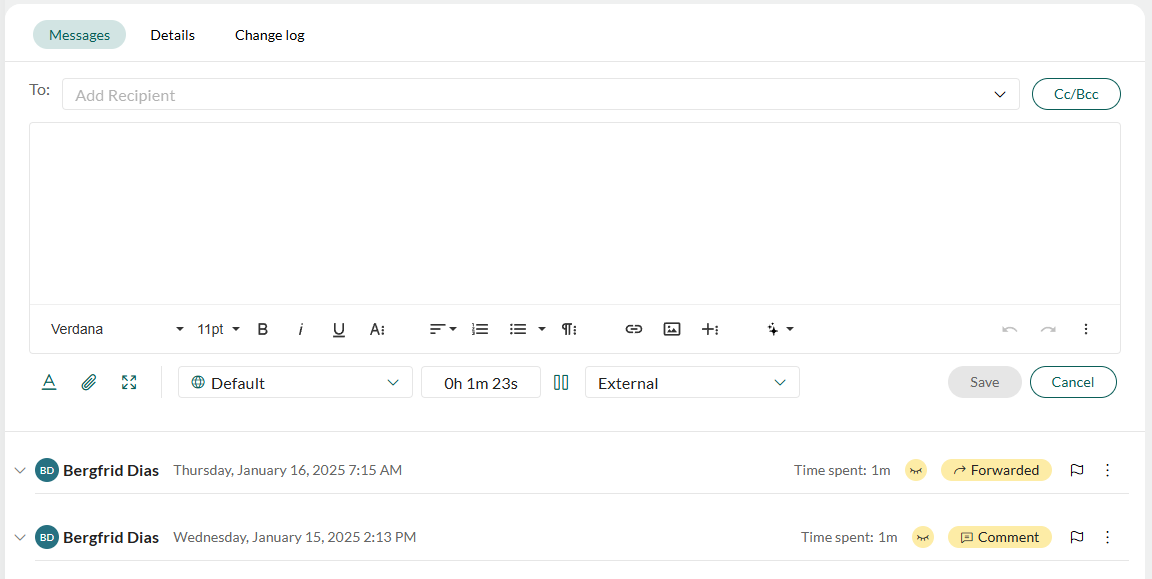 Messages Details Change log
To: Add Recipient Cc/Bcc
Verdana 11pt B i U A
A Default 0h 1m 23s External Save Cancel
BD Bergfrid Dias Thursday, January 16, 2025 7:15 AM Time spent: 1m Forwarded
BD Bergfrid Dias Wednesday, January 15, 2025 2:13 PM Time spent: 1m Comment